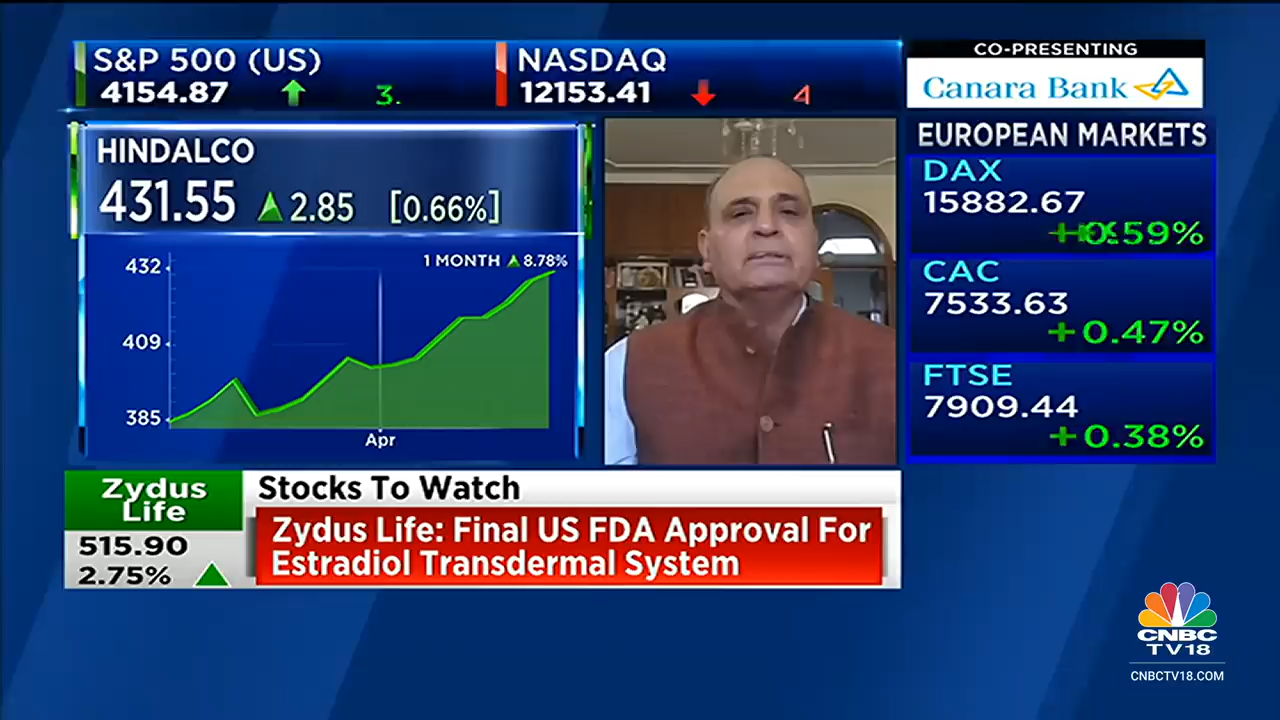 S&P 500 (US)
4154.87 3.
NASDAQ
12153.41 4
CO-PRESENTING
Canara Bank
HINDALCO
431.55 2.85 [0.66%]
1 MONTH 8.78%
432
409
385
Apr
EUROPEAN MARKETS
DAX
15882.67
CAC
7533.63
+0.47%
FTSE
7909.44
+0.38%
Zydus
Life
515.90
2.75%
Stocks To Watch
Zydus Life: Final US FDA Approval For
Estradiol Transdermal System
CNBC
TV18
CNBCTV18.COM